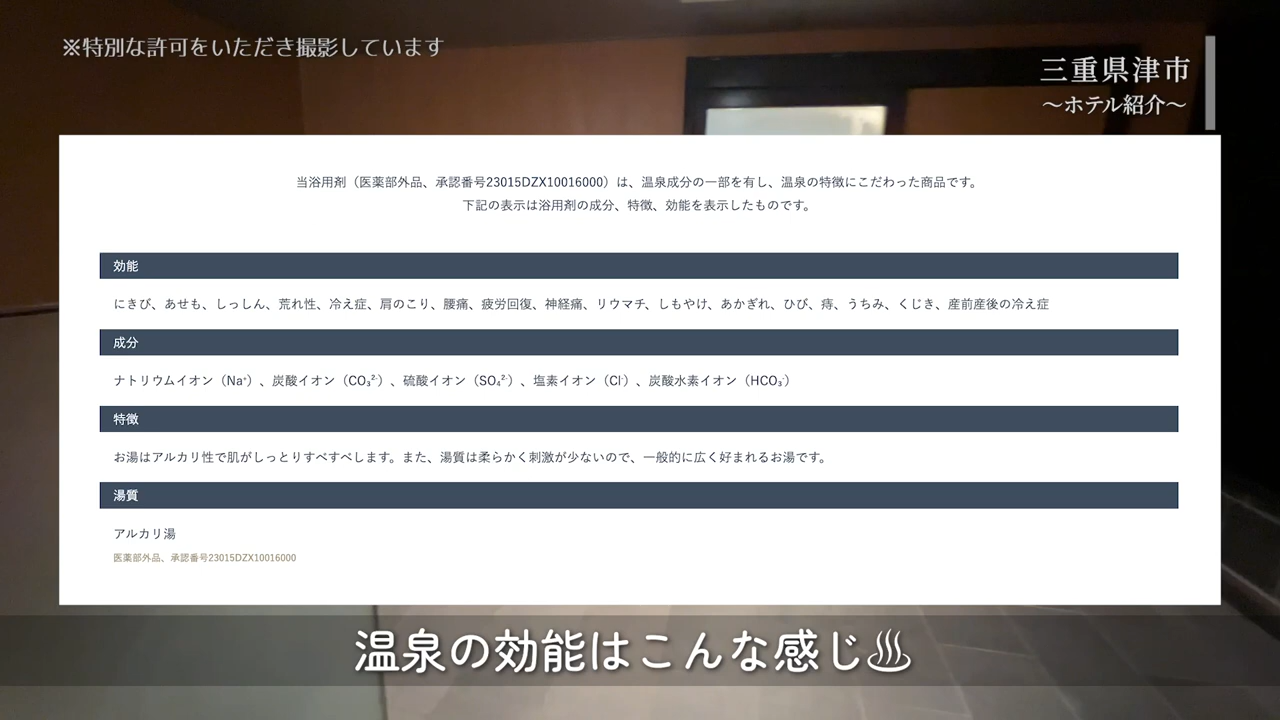 ※特別な許可をいただき撮影しています
三重県津市
～ホテル紹介～
当浴用剤（医薬部外品、承認番号23015DZX10016000）は、温泉成分の一部を有し、温泉の特徴にこだわった商品です。
下記の表示は浴用剤の成分、特徴、効能を表示したものです。
効能
にきび、あせも、しっしん、荒れ性、冷え症、肩のこり、腰痛、疲労回復、神経痛、リウマチ、しもやけ、あかぎれ、ひび、痔、うちみ、くじき、産前産後の冷え症
成分
ナトリウムイオン（Na⁺）、炭酸イオン（CO₃²⁻）、硫酸イオン（SO₄²⁻）、塩素イオン（Cl⁻）、炭酸水素イオン（HCO₃⁻）
特徴
お湯はアルカリ性で肌がしっとりすべすべします。また、湯質は柔らかく刺激が少ないので、一般的に広く好まれるお湯です。
湯質
アルカリ湯
医薬部外品、承認番号23015DZX10016000
温泉の効能はこんな感じ♨